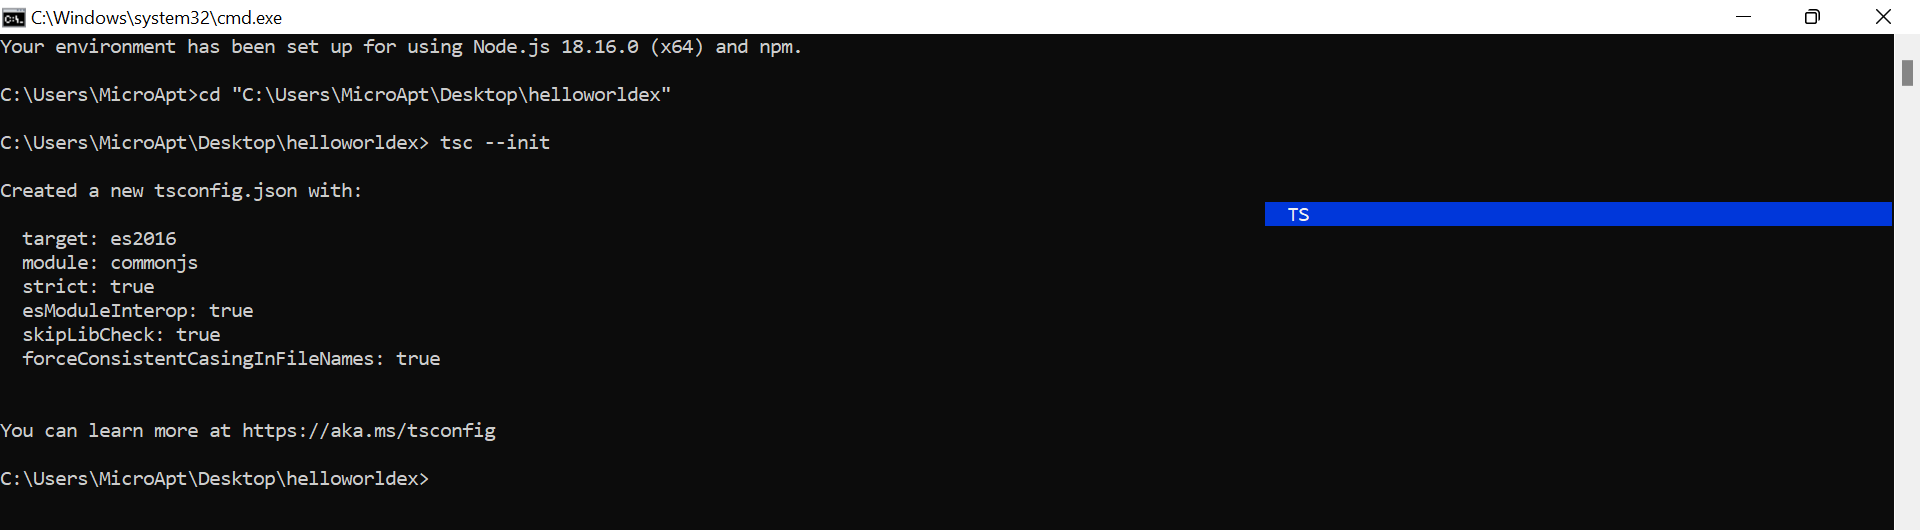 C:\Windows\system32\cmd.exe
Your environment has been set up for using Node.js 18.16.0 (x64) and npm.
C:\Users\MicroApt>cd "C:\Users\MicroApt\Desktop\helloworldex"
C:\Users\MicroApt\Desktop\helloworldex> tsc --init
Created a new tsconfig.json with:
TS
target: es2016
module: commonjs
strict: true
esModuleInterop: true
skipLibCheck: true
forceConsistentCasingInFileNames: true
You can learn more at https://aka.ms/tsconfig
C:\Users\MicroApt\Desktop\helloworldex>